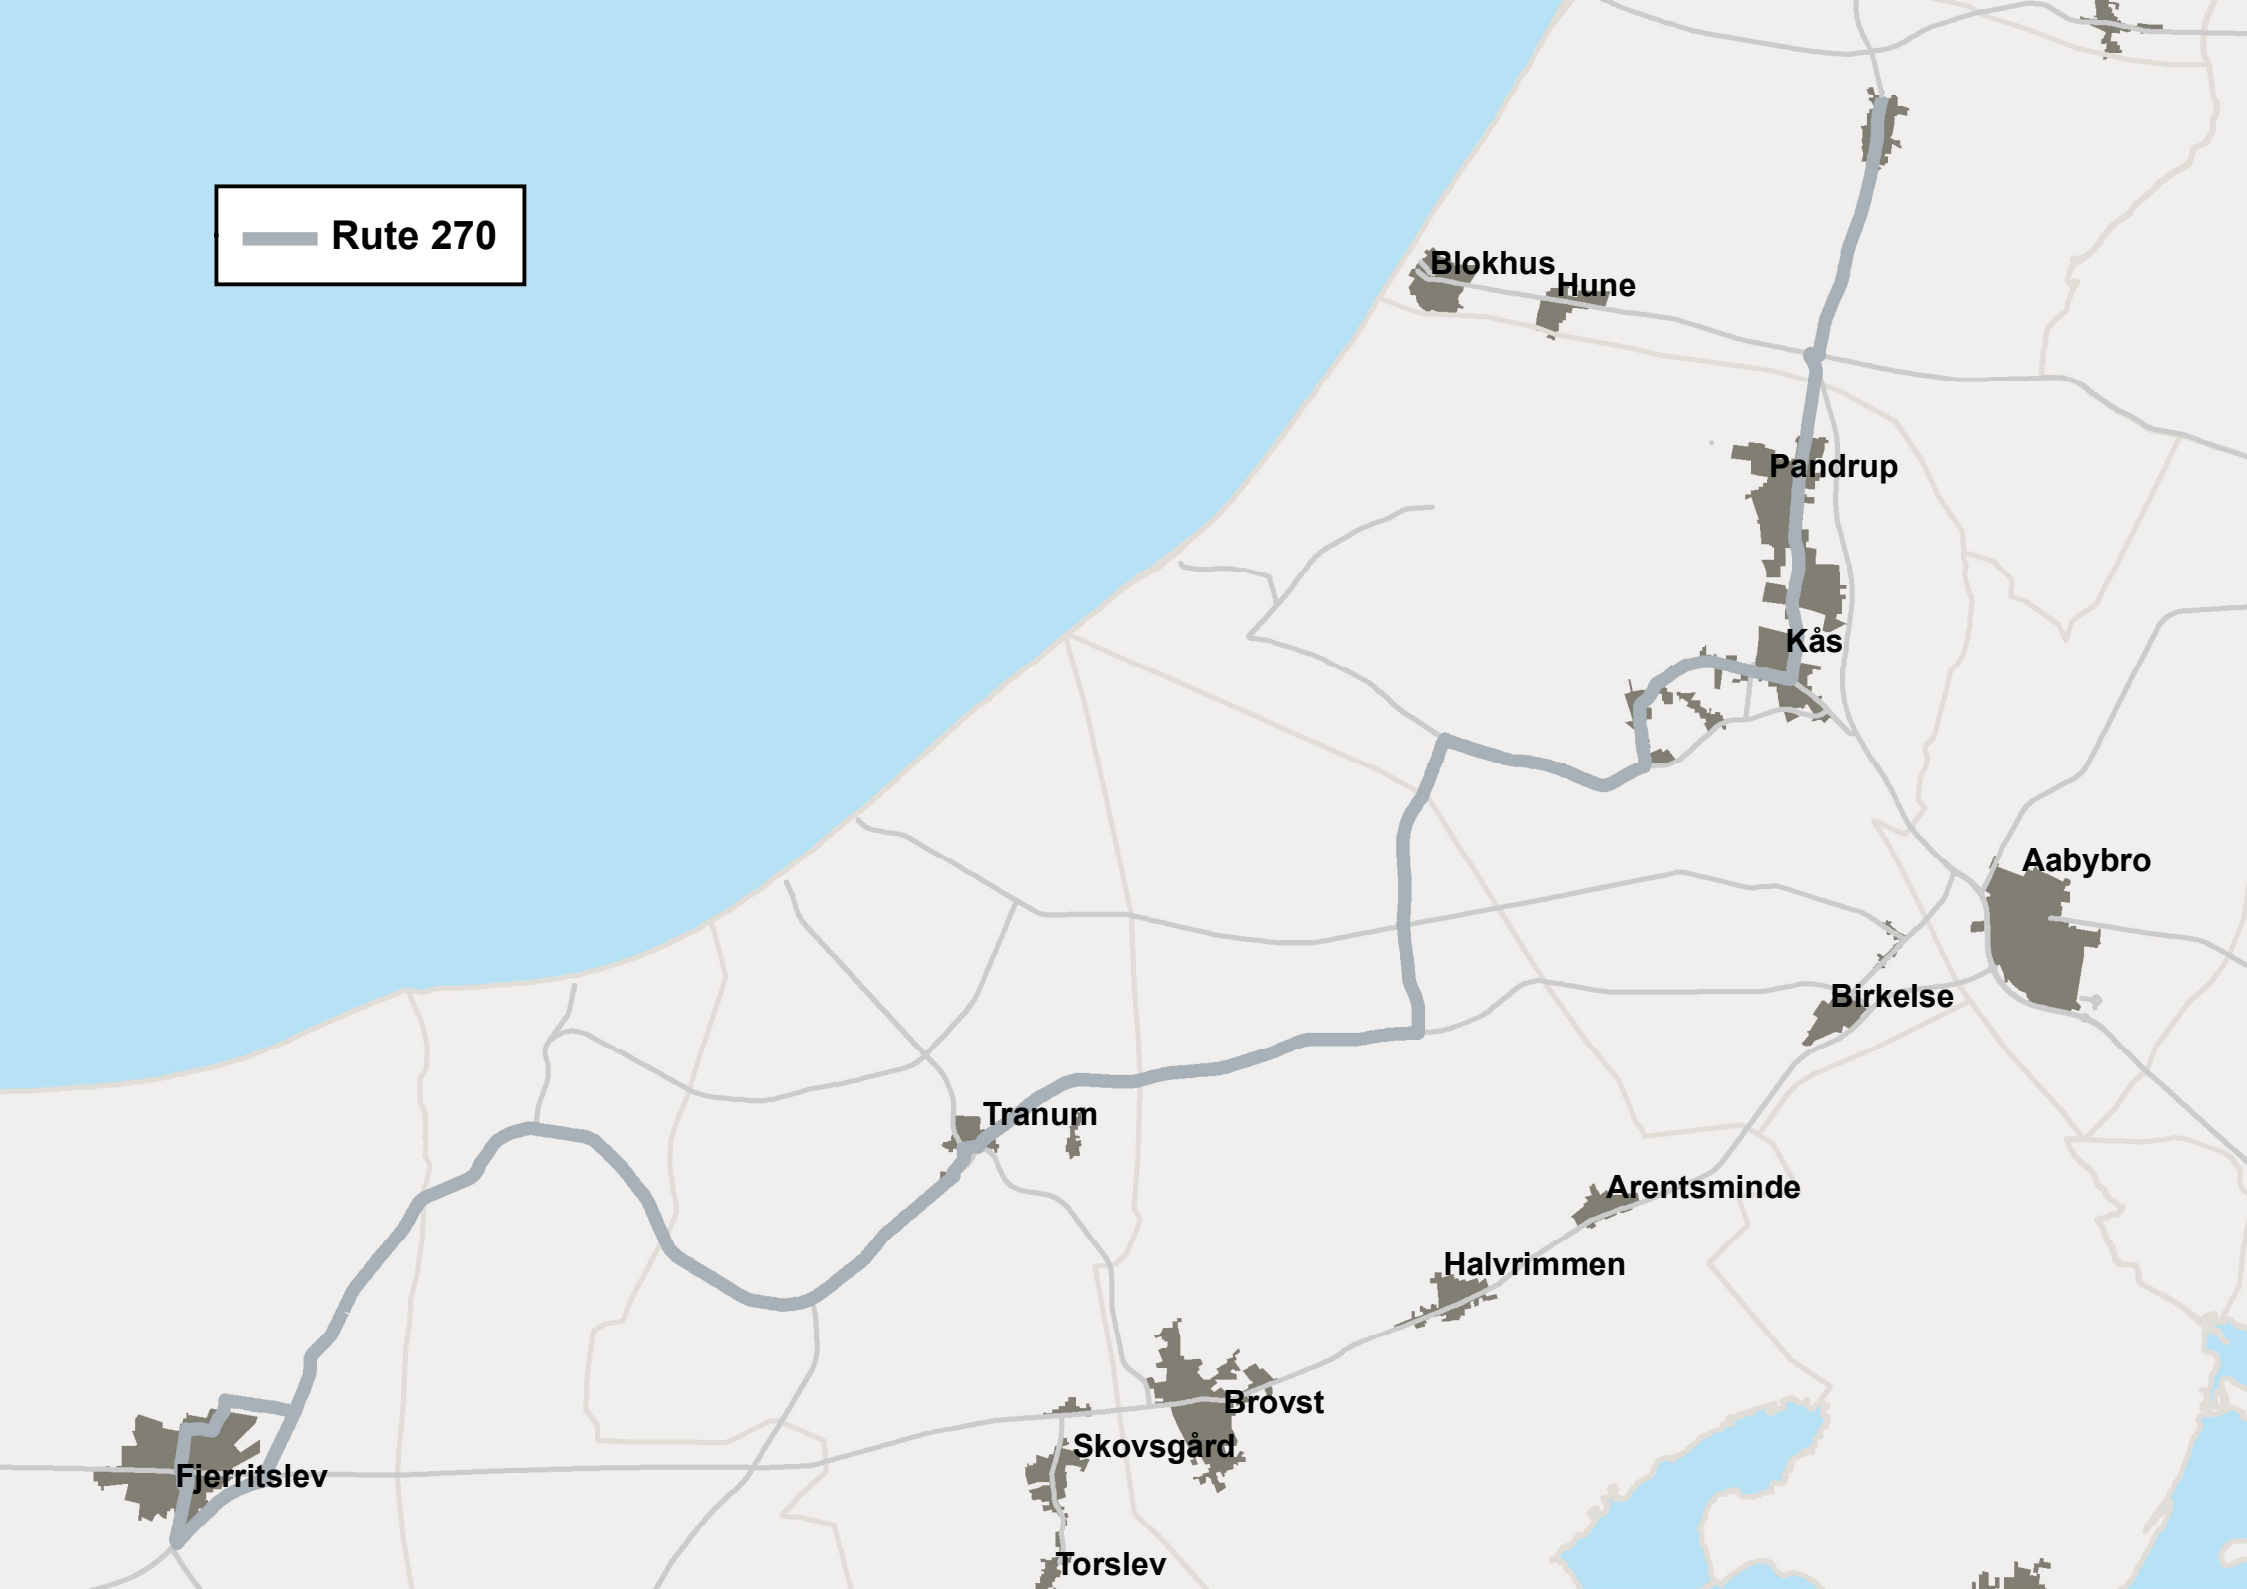 Rute 270
Blokhus
Hune
Pandrup
Kås
Aabybro
Birkelse
Tranum
Arentsminde
Halvrimmen
Brovst
Skovsgård
Fjerritslev
Torslev